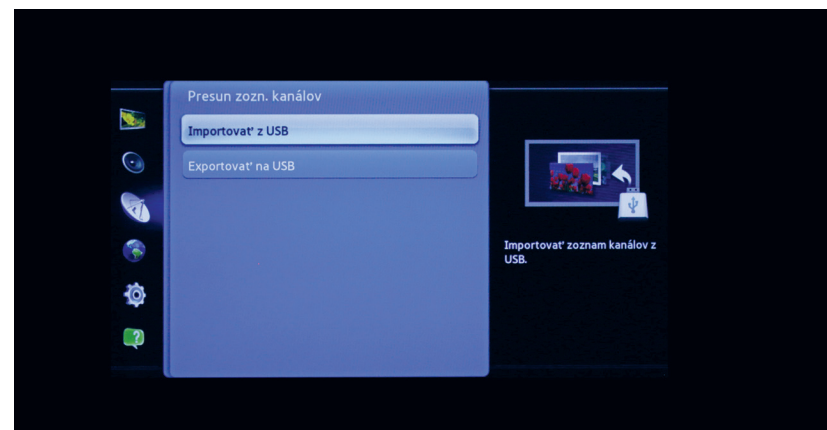 Presun zozn. kanálov
Importovať z USB
Exportovať na USB
Importovať zoznam kanálov z
USB.